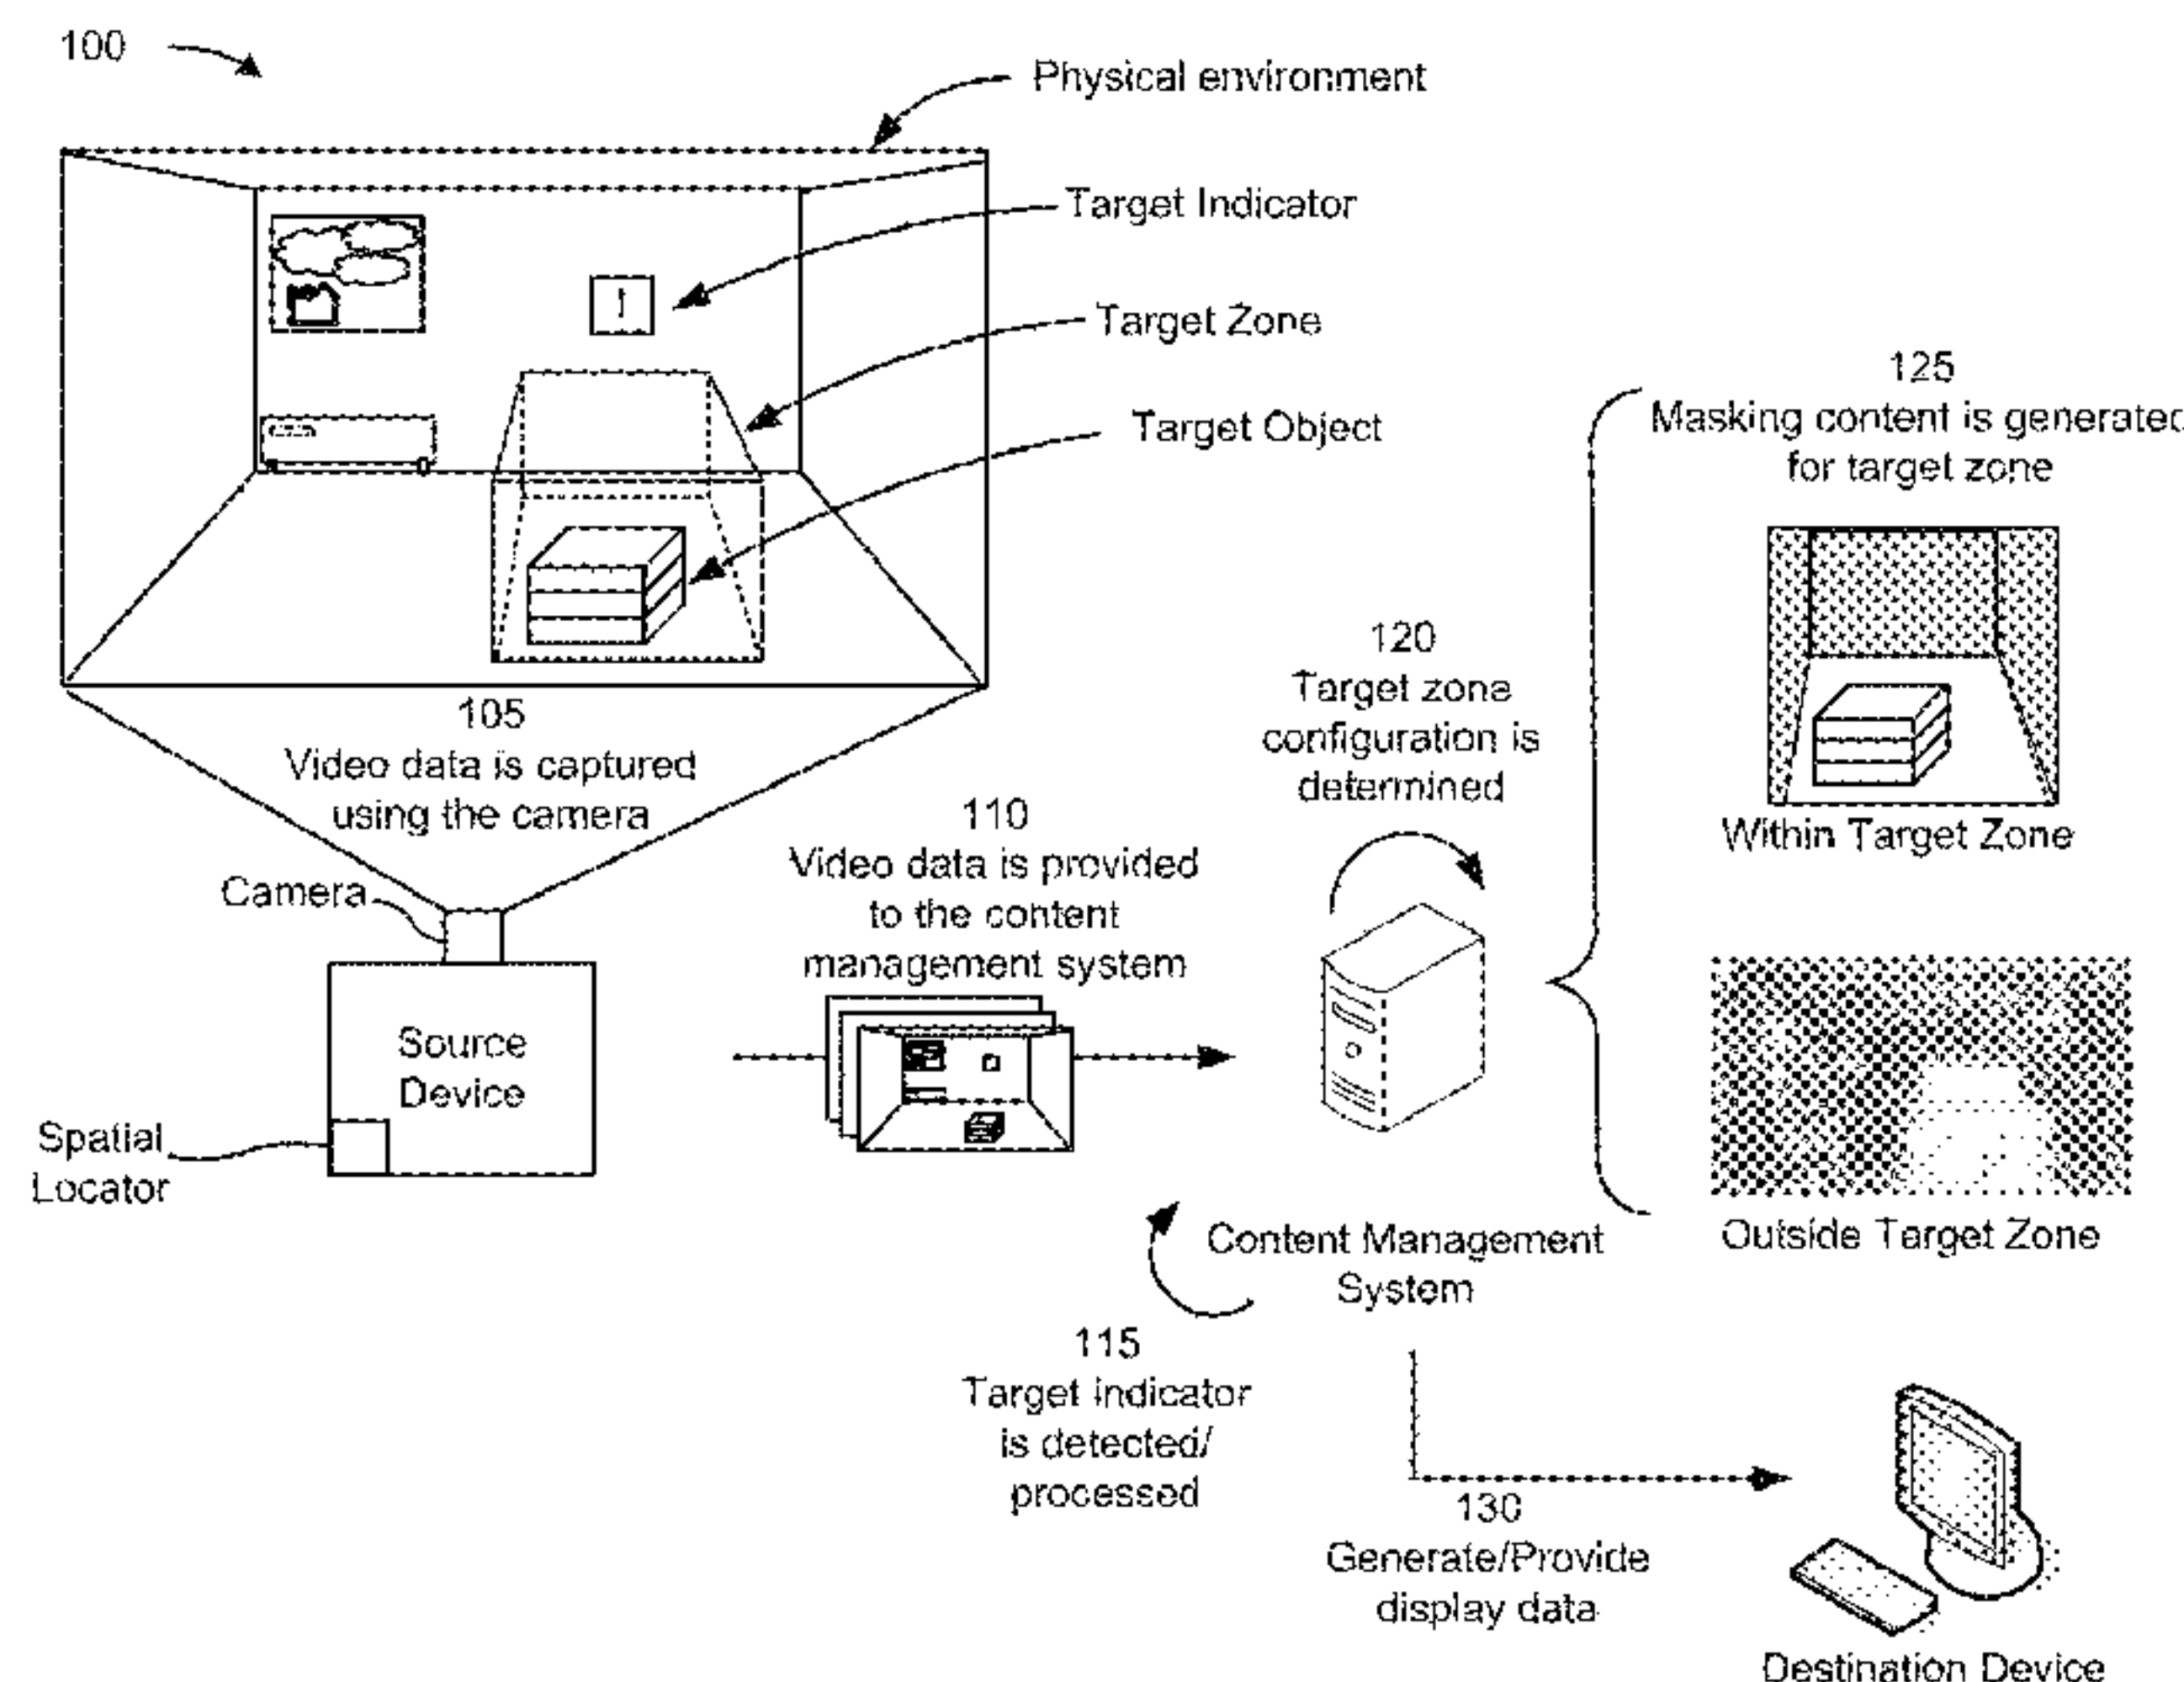 100
Physical environment
Target Indicator
Target Zone
Target Object
105
Video data is captured
using the camera
Camera
Source
Device
Spatial
Locator
110
Video data is provided
to the content
management system
120
Target zone
configuration is
determined
125
Masking content is generated
for target zone
Within Target Zone
Outside Target Zone
Content Management
System
115
Target indicator
is detected/
processed
130
Generate/Provide
display data
Destination Device